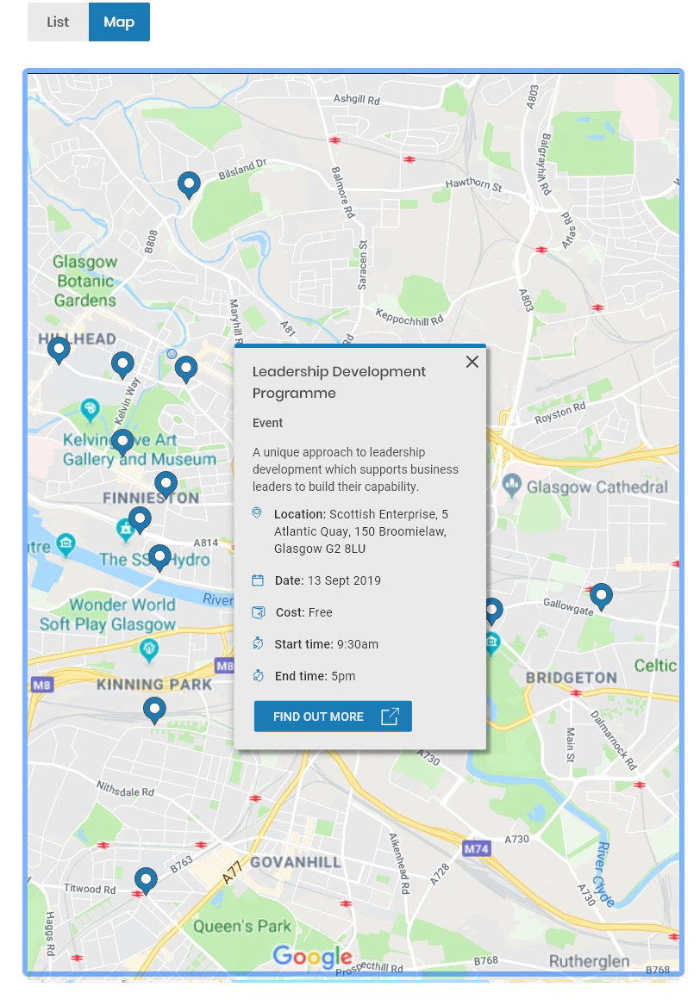 List
Map
Ashgill Rd
A803
Balgrayhill Rd
Bilsland Dr
Balmore Rd
Hawthorn St
Atlas Rd
B808
Saracen St
Glasgow
Botanic
Gardens
A803
Maryhill R
A81
Keppochhill Rd
Rd
HILLHEAD
Kelvin Way
Leadership Development
Programme
Event
A unique approach to leadership
development which supports business
leaders to build their capability.
Location: Scottish Enterprise, 5
Atlantic Quay, 150 Broomielaw,
Glasgow G2 8LU
Date: 13 Sept 2019
Cost: Free
Start time: 9:30am
End time: 5pm
FIND OUT MORE
Royston Rd
Gallery and Museum
Glasgow Cathedral
FINNIESTON
A814
ntre
The SS Hydro
River
Gallowgate
Wonder World
Soft Play Glasgow
M8
M8
KINNING PARK
BRIDGETON
Celtic
Main St
Dalmarnock Rd
A730
Nithsdale Rd
A730
M74
Aikenhead Rd
River Clyde
B763
A77
GOVANHILL
A728
Titwood Rd
A730
Haggs Rd
Queen's Park
Google
Prospecthill Rd
B768
Rutherglen
B768